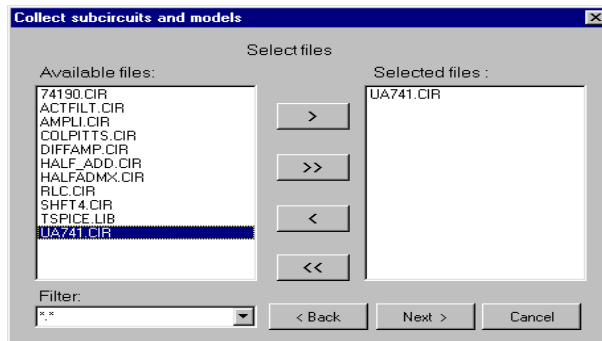 Collect subcircuits and models
Select files
Available files:
74190.CIR
ACTFILT.CIR
AMPLI.CIR
COLPITTS.CIR
DIFFAMP.CIR
HALF_ADD.CIR
HALFADMX.CIR
RLC.CIR
SHFT4.CIR
TSPICE.LIB
UA741.CIR
>
>>
<
<<
Selected files :
UA741.CIR
Filter:
*.*
< Back
Next >
Cancel